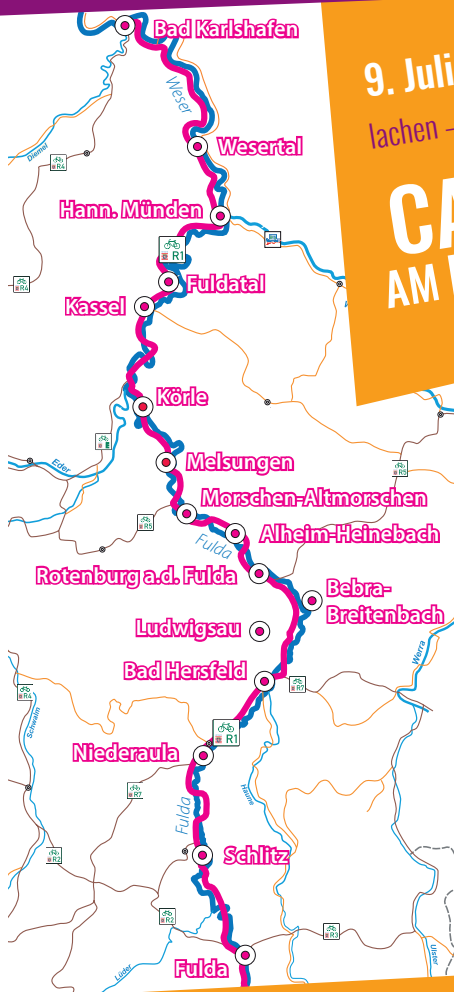 Bad Karlshafen
Weser
9. Juli
lachen –
Diemel
R4
Wesertal
CA
AM
Hann. Münden
R1
R4
Fuldatal
Kassel
Körle
Eder
Melsungen
R5
Morschen-Altmorschen
R5
Fulda
Alheim-Heinebach
Rotenburg a.d. Fulda
Bebra-
Breitenbach
Ludwigsau
Werra
Bad Hersfeld
R7
R4
Schwalm
R1
Niederaula
R7
Haune
Fulda
Schlitz
R2
R2
R3
Ulster
Lüder
Fulda